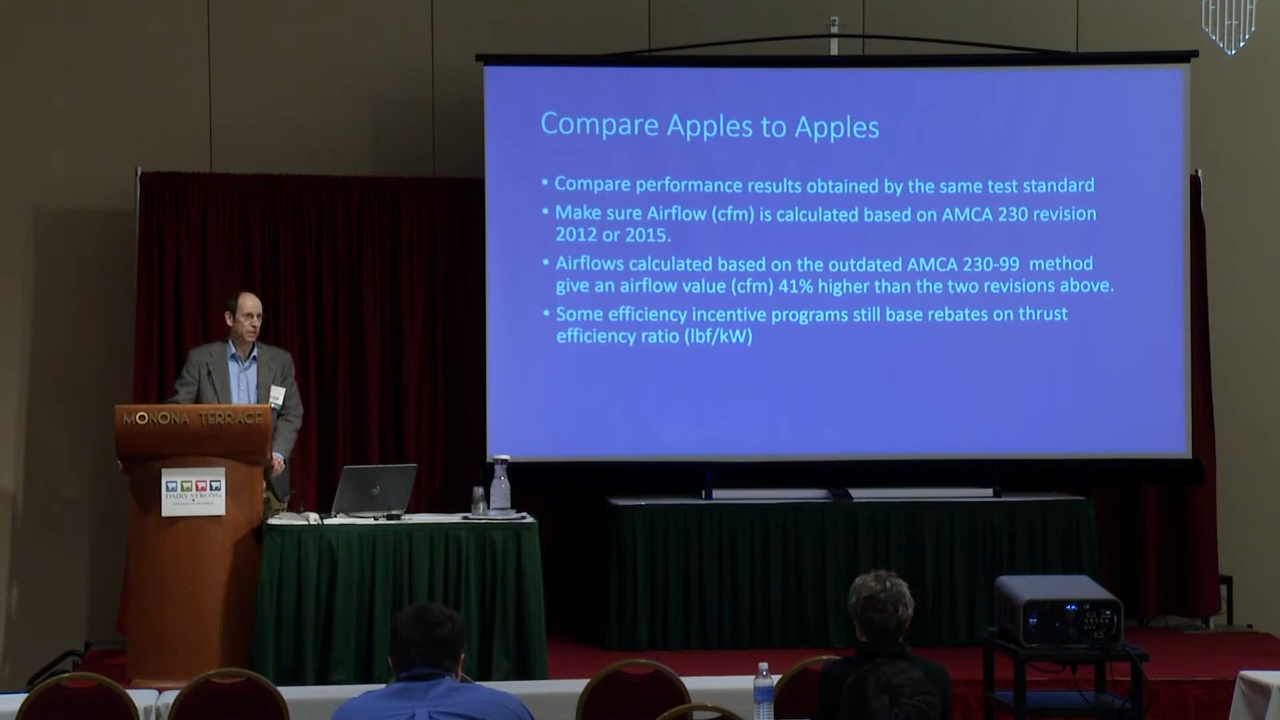 Compare Apples to Apples
• Compare performance results obtained by the same test standard
• Make sure Airflow (cfm) is calculated based on AMCA 230 revision
2012 or 2015.
• Airflows calculated based on the outdated AMCA 230-99 method
give an airflow value (cfm) 41% higher than the two revisions above.
• Some efficiency incentive programs still base rebates on thrust
efficiency ratio (lbf/kW)
MONONA TERRACE
DAIRY STRONG